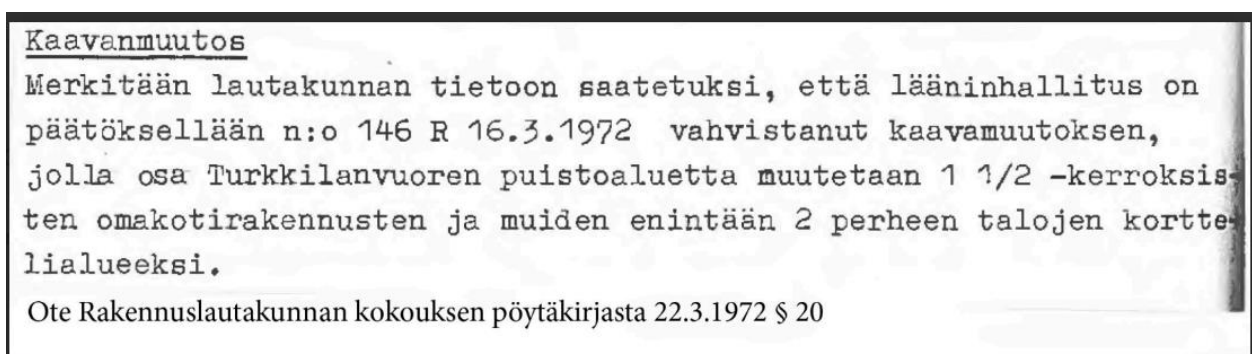 Kaavanmuutos
Merkitään lautakunnan tietoon saatetuksi, että lääninhallitus on
päätöksellään n:o 146 R 16.3.1972 vahvistanut kaavamuutoksen,
jolla osa Turkkilanvuoren puistoaluetta muutetaan 1 1/2 -kerroksis-
ten omakotirakennusten ja muiden enintään 2 perheen talojen kortte-
lialueeksi.
Ote Rakennuslautakunnan kokouksen pöytäkirjasta 22.3.1972 § 20